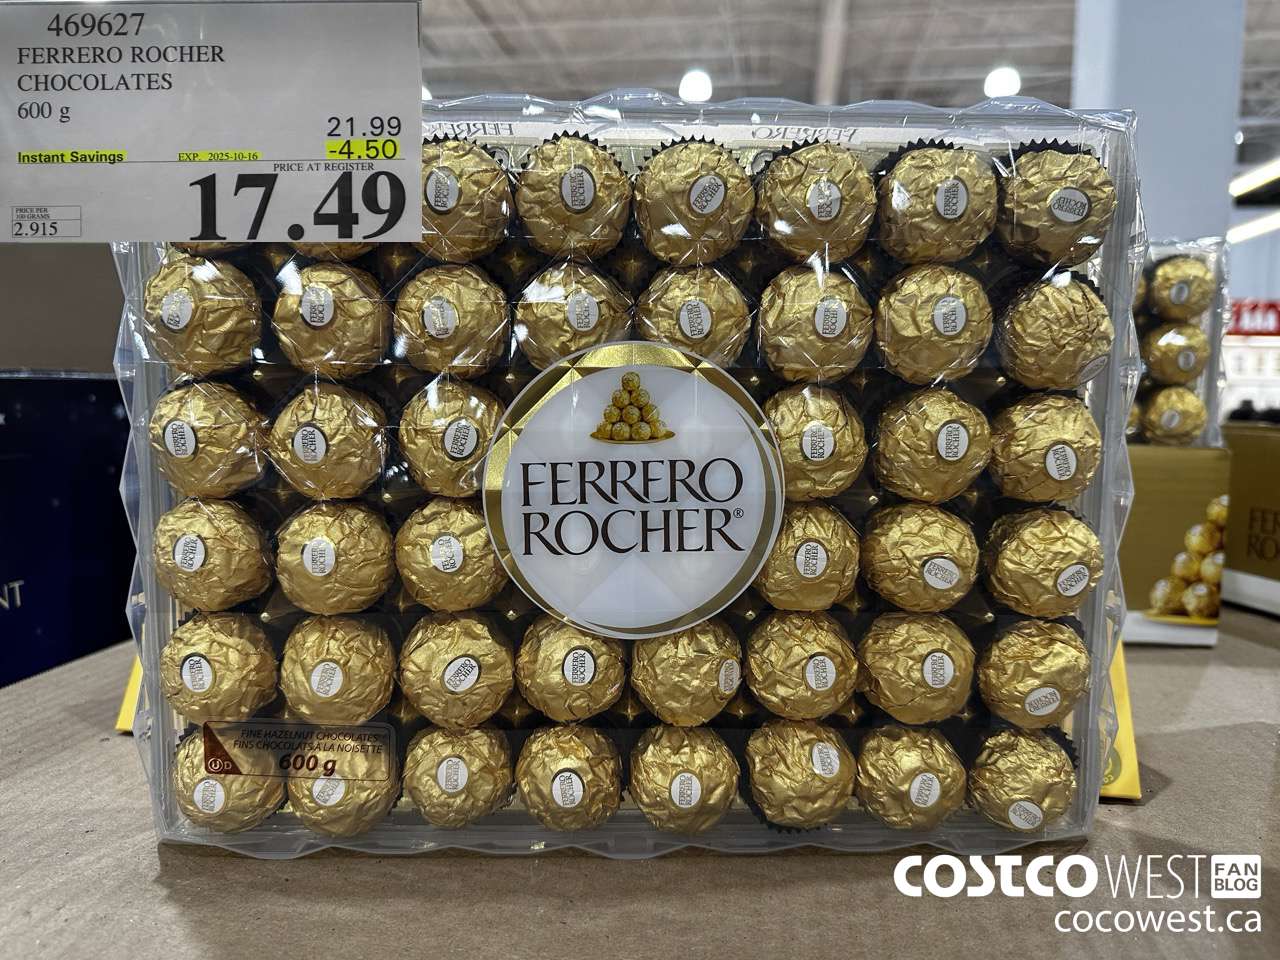 469627
FERRERO ROCHER
CHOCOLATES
600 g
21.99
Instant Savings EXP. 2025-10-16 -4.50
PRICE AT REGISTER
17.49
PRICE PER
100 GRAMS
2.915
FERRERO
FERRERO
ROCHER®
FINE HAZELNUT CHOCOLATES
FINS CHOCOLATS À LA NOISETTE
600 g
U D
NT
COSTCO WEST FAN BLOG
cocowest.ca